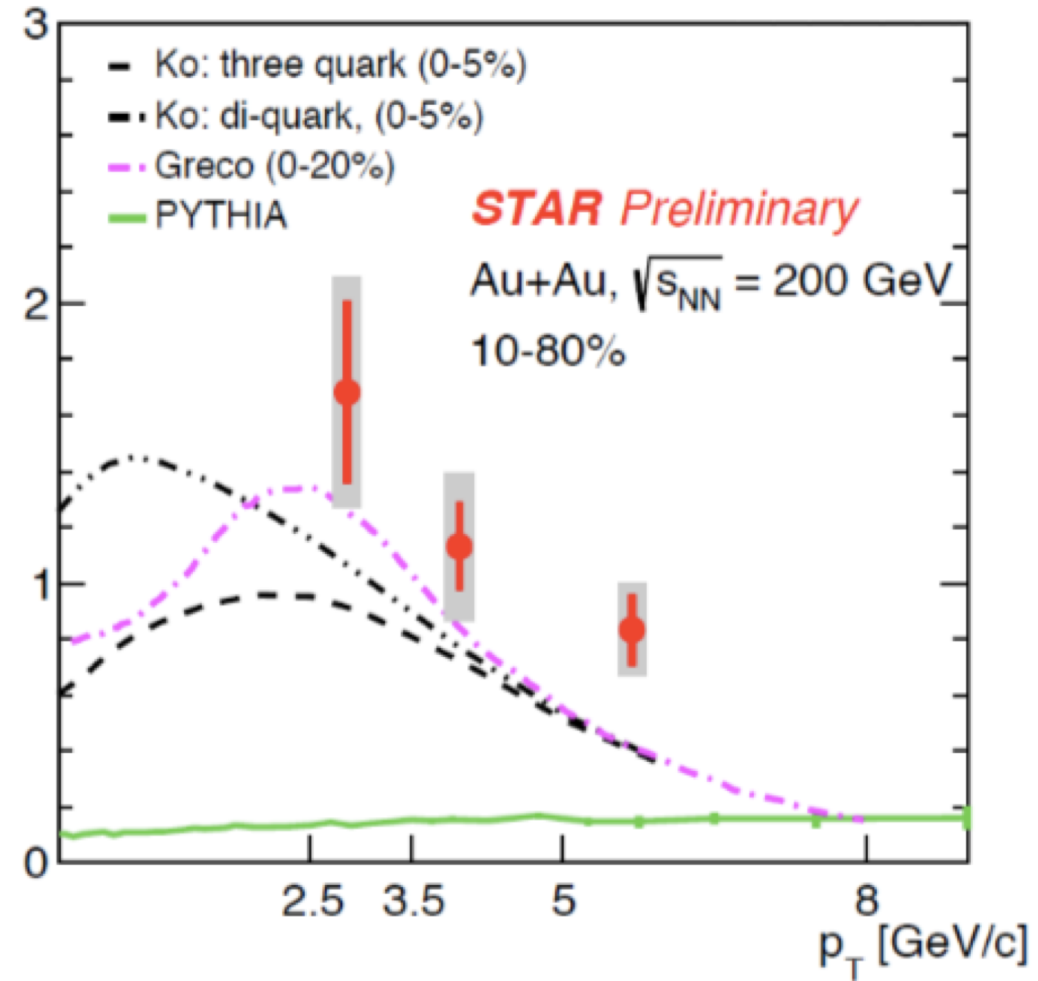 3
Ko: three quark (0-5%)
Ko: di-quark, (0-5%)
Greco (0-20%)
PYTHIA
STAR Preliminary
Au+Au, √sNN = 200 GeV
2
10-80%
1
0
2.5 3.5 5 8
pT [GeV/c]